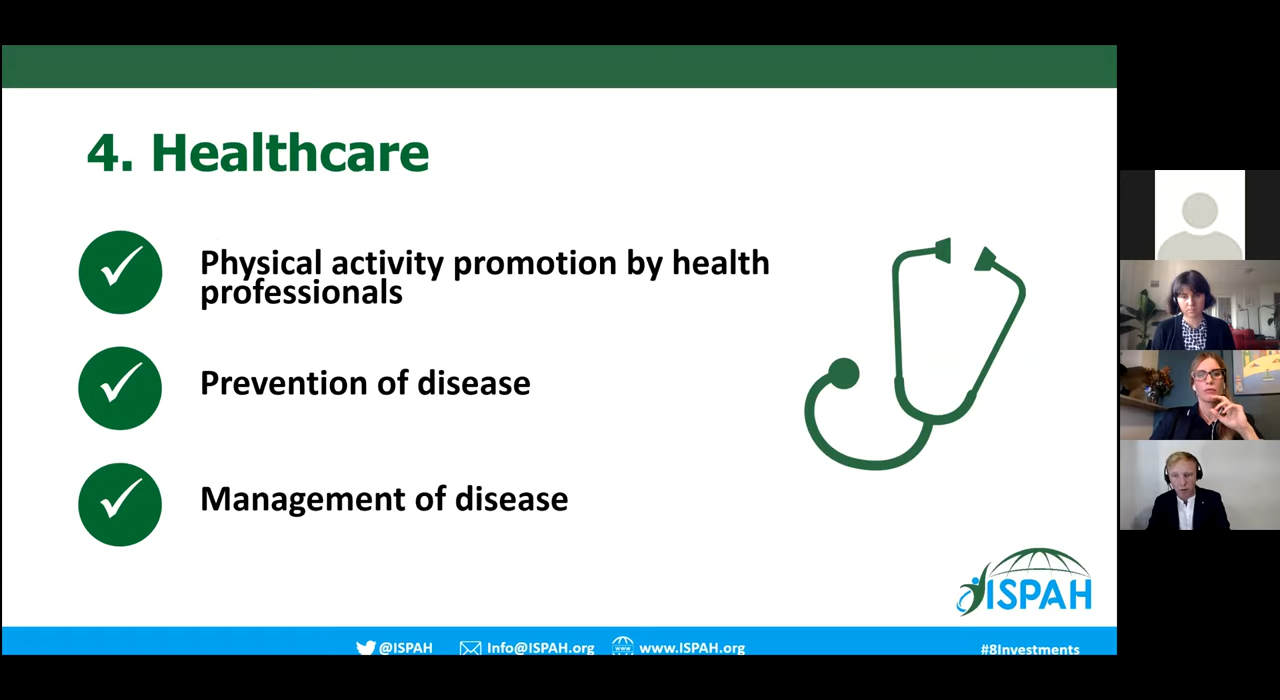 4. Healthcare
Physical activity promotion by health
professionals
Prevention of disease
Management of disease
ISPAH
@ISPAH Info@ISPAH.org www www.ISPAH.org #8Investments